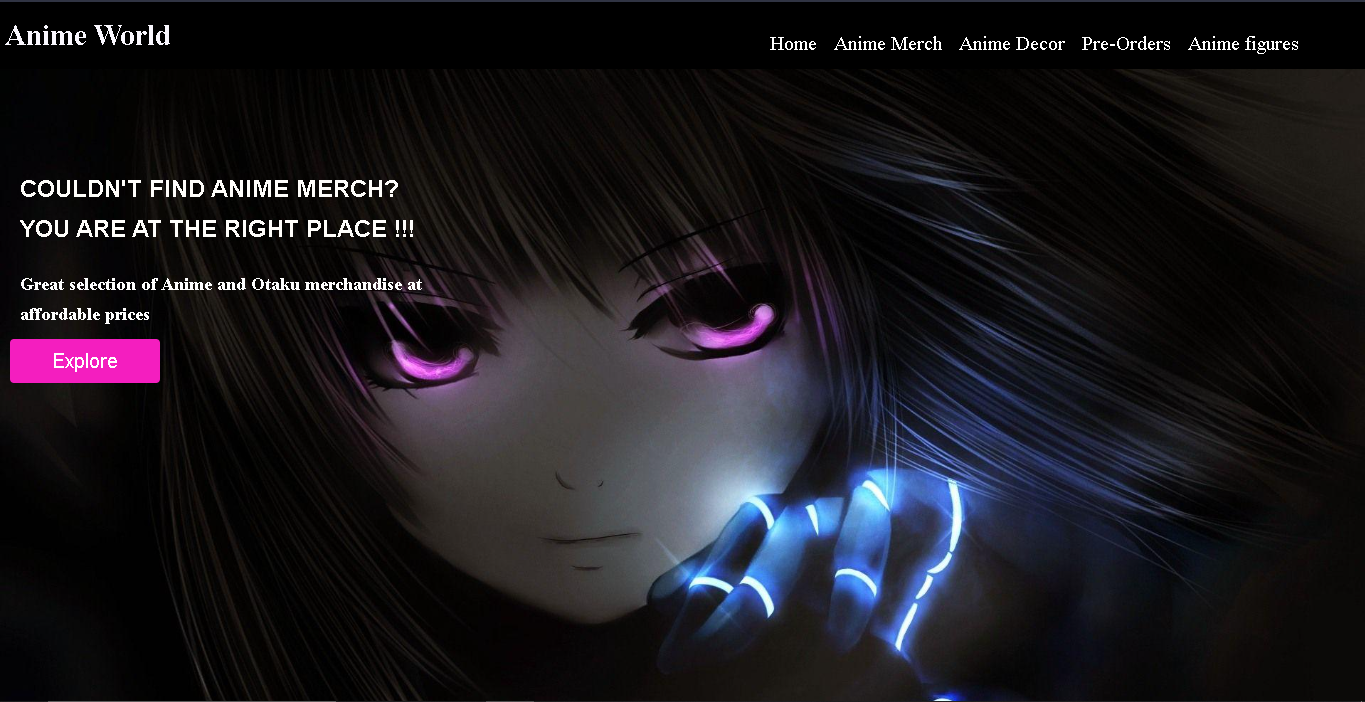 Anime World
Home Anime Merch Anime Decor Pre-Orders Anime figures
COULDN'T FIND ANIME MERCH?
YOU ARE AT THE RIGHT PLACE !!!
Great selection of Anime and Otaku merchandise at
affordable prices
Explore